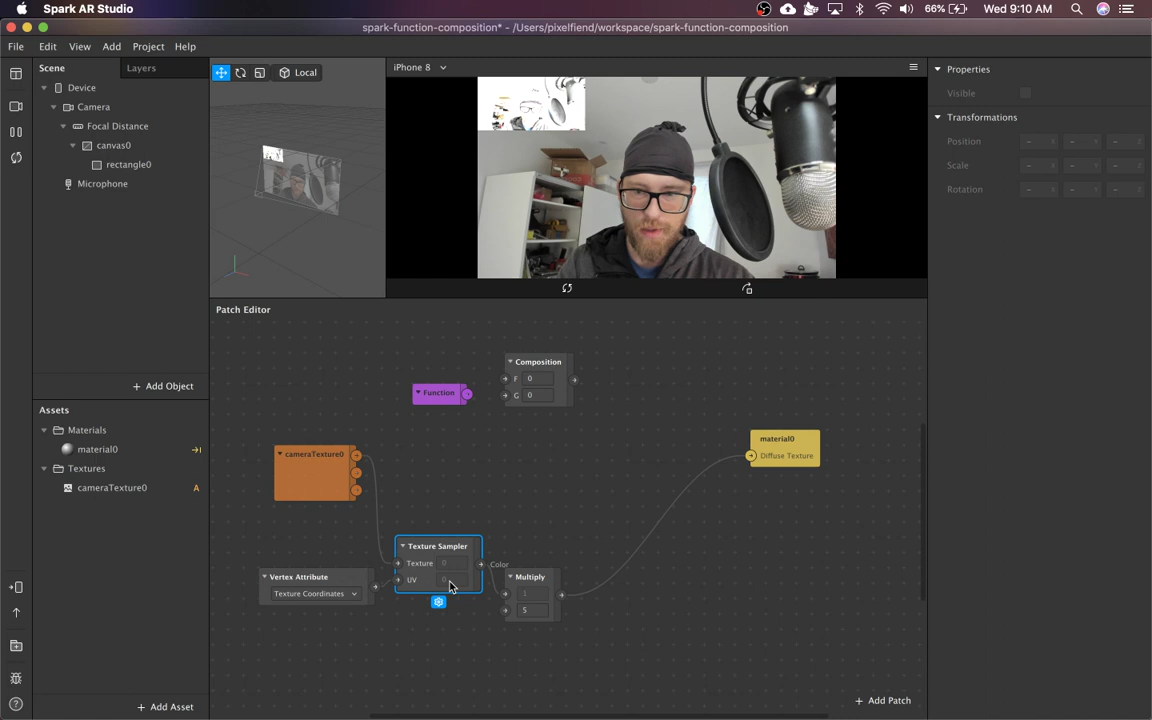 Spark AR Studio
66%
Wed 9:10 AM
spark-function-composition* - /Users/pixelfiend/workspace/spark-function-composition
File Edit View Add Project Help
Scene
Layers
Device
Camera
Focal Distance
canvas0
rectangle0
Microphone
Add Object
Assets
Materials
material0
Textures
cameraTexture0 A
Add Asset
Local
iPhone 8
Patch Editor
Composition
F 0
G 0
Function
cameraTexture0
material0
Diffuse Texture
Texture Sampler
Texture 0
UV 0
Color
Vertex Attribute
Texture Coordinates
Multiply
1
5
Add Patch
Properties
Visible
Transformations
Position – X – Y – Z
Scale – X – Y – Z
Rotation – X – Y – Z